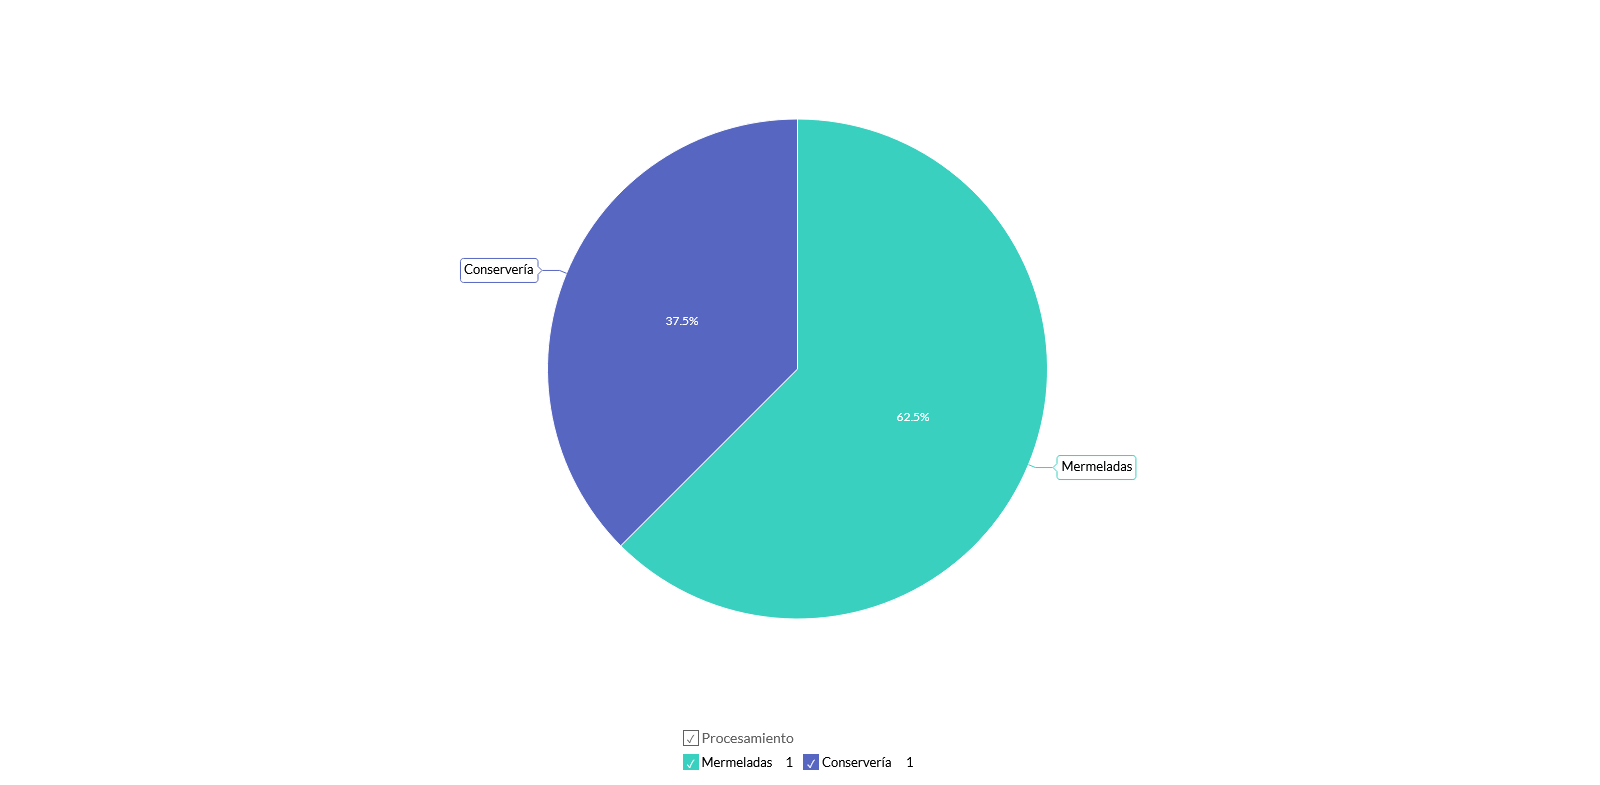 Conservería
37.5%
62.5%
Mermeladas
Procesamiento
Mermeladas 1 Conservería 1